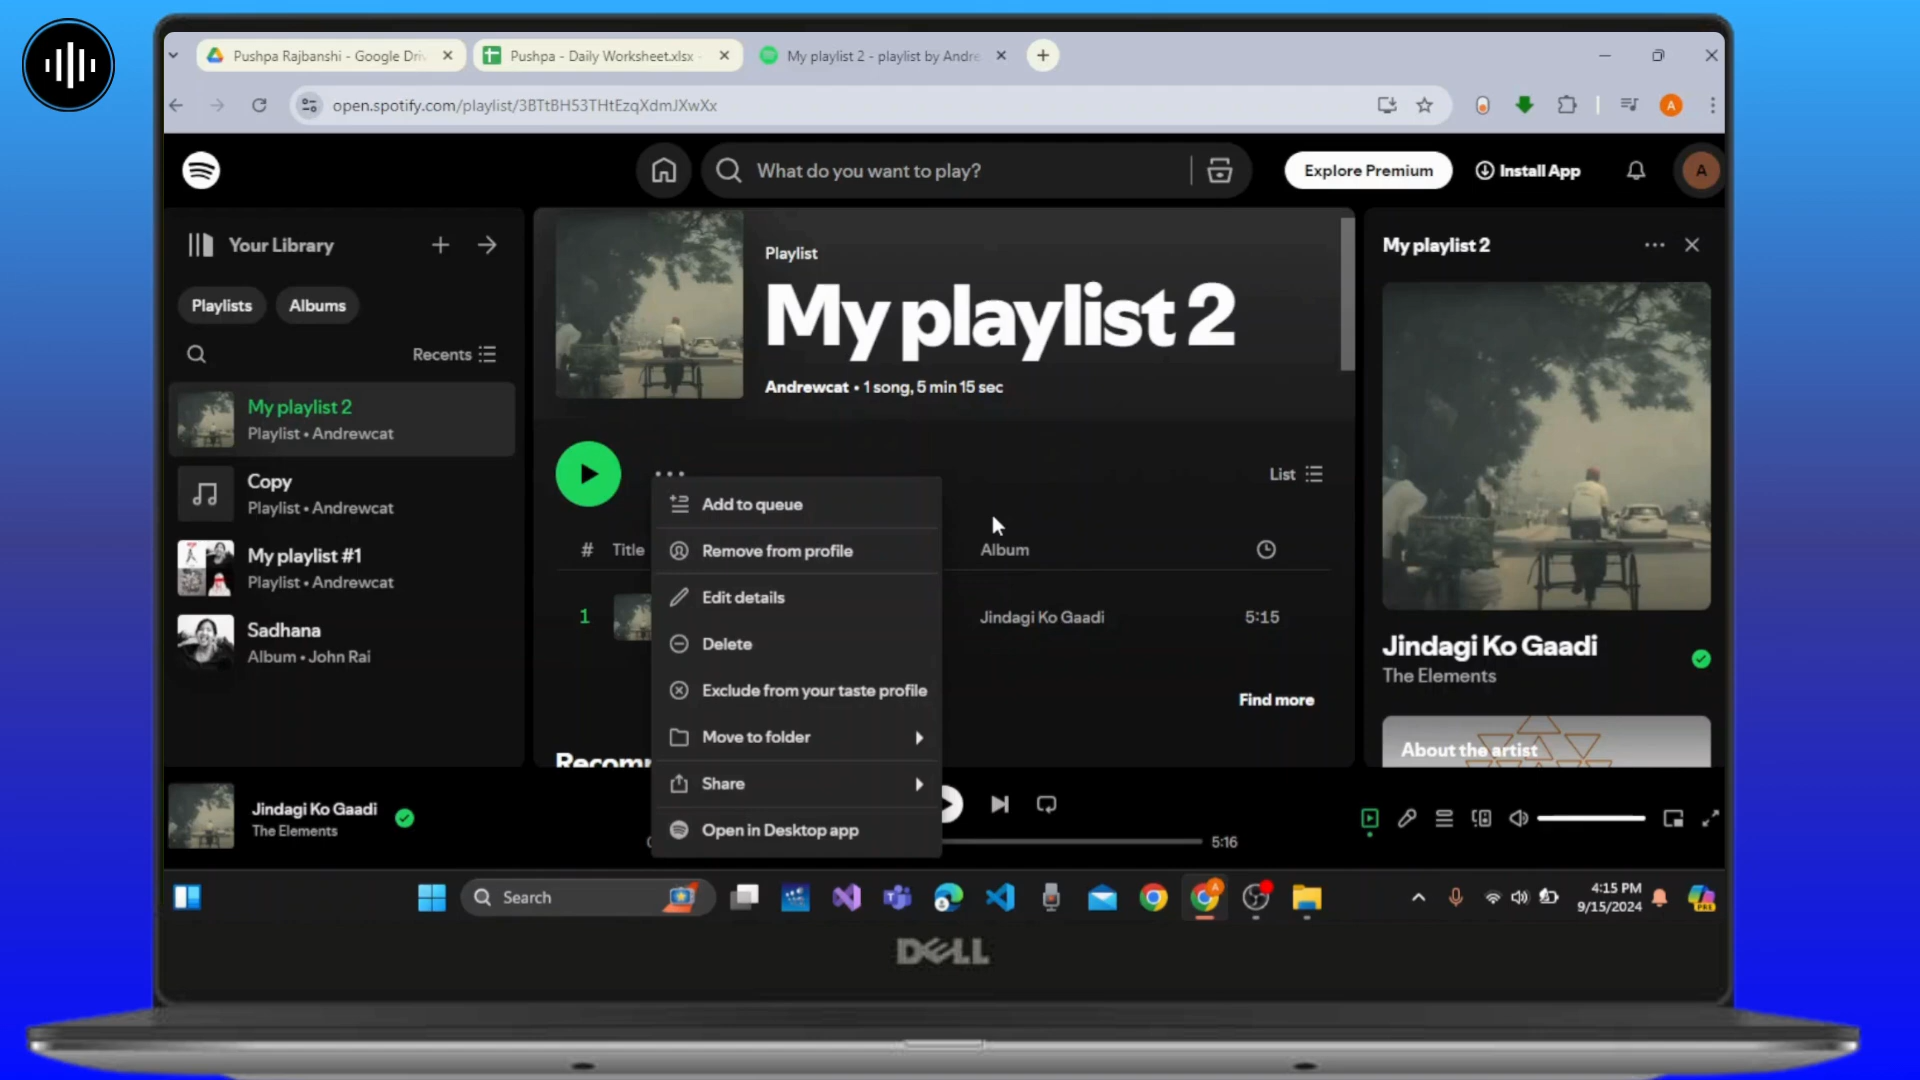 Pushpa Rajbanshi - Google Dri
Pushpa - Daily Worksheet.xlsx -
My playlist 2 - playlist by Andre
open.spotify.com/playlist/3BTtBH53THtEzqXdmJXwXx
What do you want to play?
Explore Premium
Install App
A
A
Your Library
Playlists
Albums
Recents
My playlist 2
Playlist • Andrewcat
Copy
Playlist • Andrewcat
My playlist #1
Playlist • Andrewcat
Sadhana
Album • John Rai
Playlist
My playlist 2
Andrewcat • 1 song, 5 min 15 sec
List
# Title
Album
1
Jindagi Ko Gaadi
5:15
Find more
Recomm
Add to queue
Remove from profile
Edit details
Delete
Exclude from your taste profile
Move to folder
Share
Open in Desktop app
My playlist 2
Jindagi Ko Gaadi
The Elements
About the artist
Jindagi Ko Gaadi
The Elements
5:16
Search
4:15 PM
9/15/2024
PRE
DELL